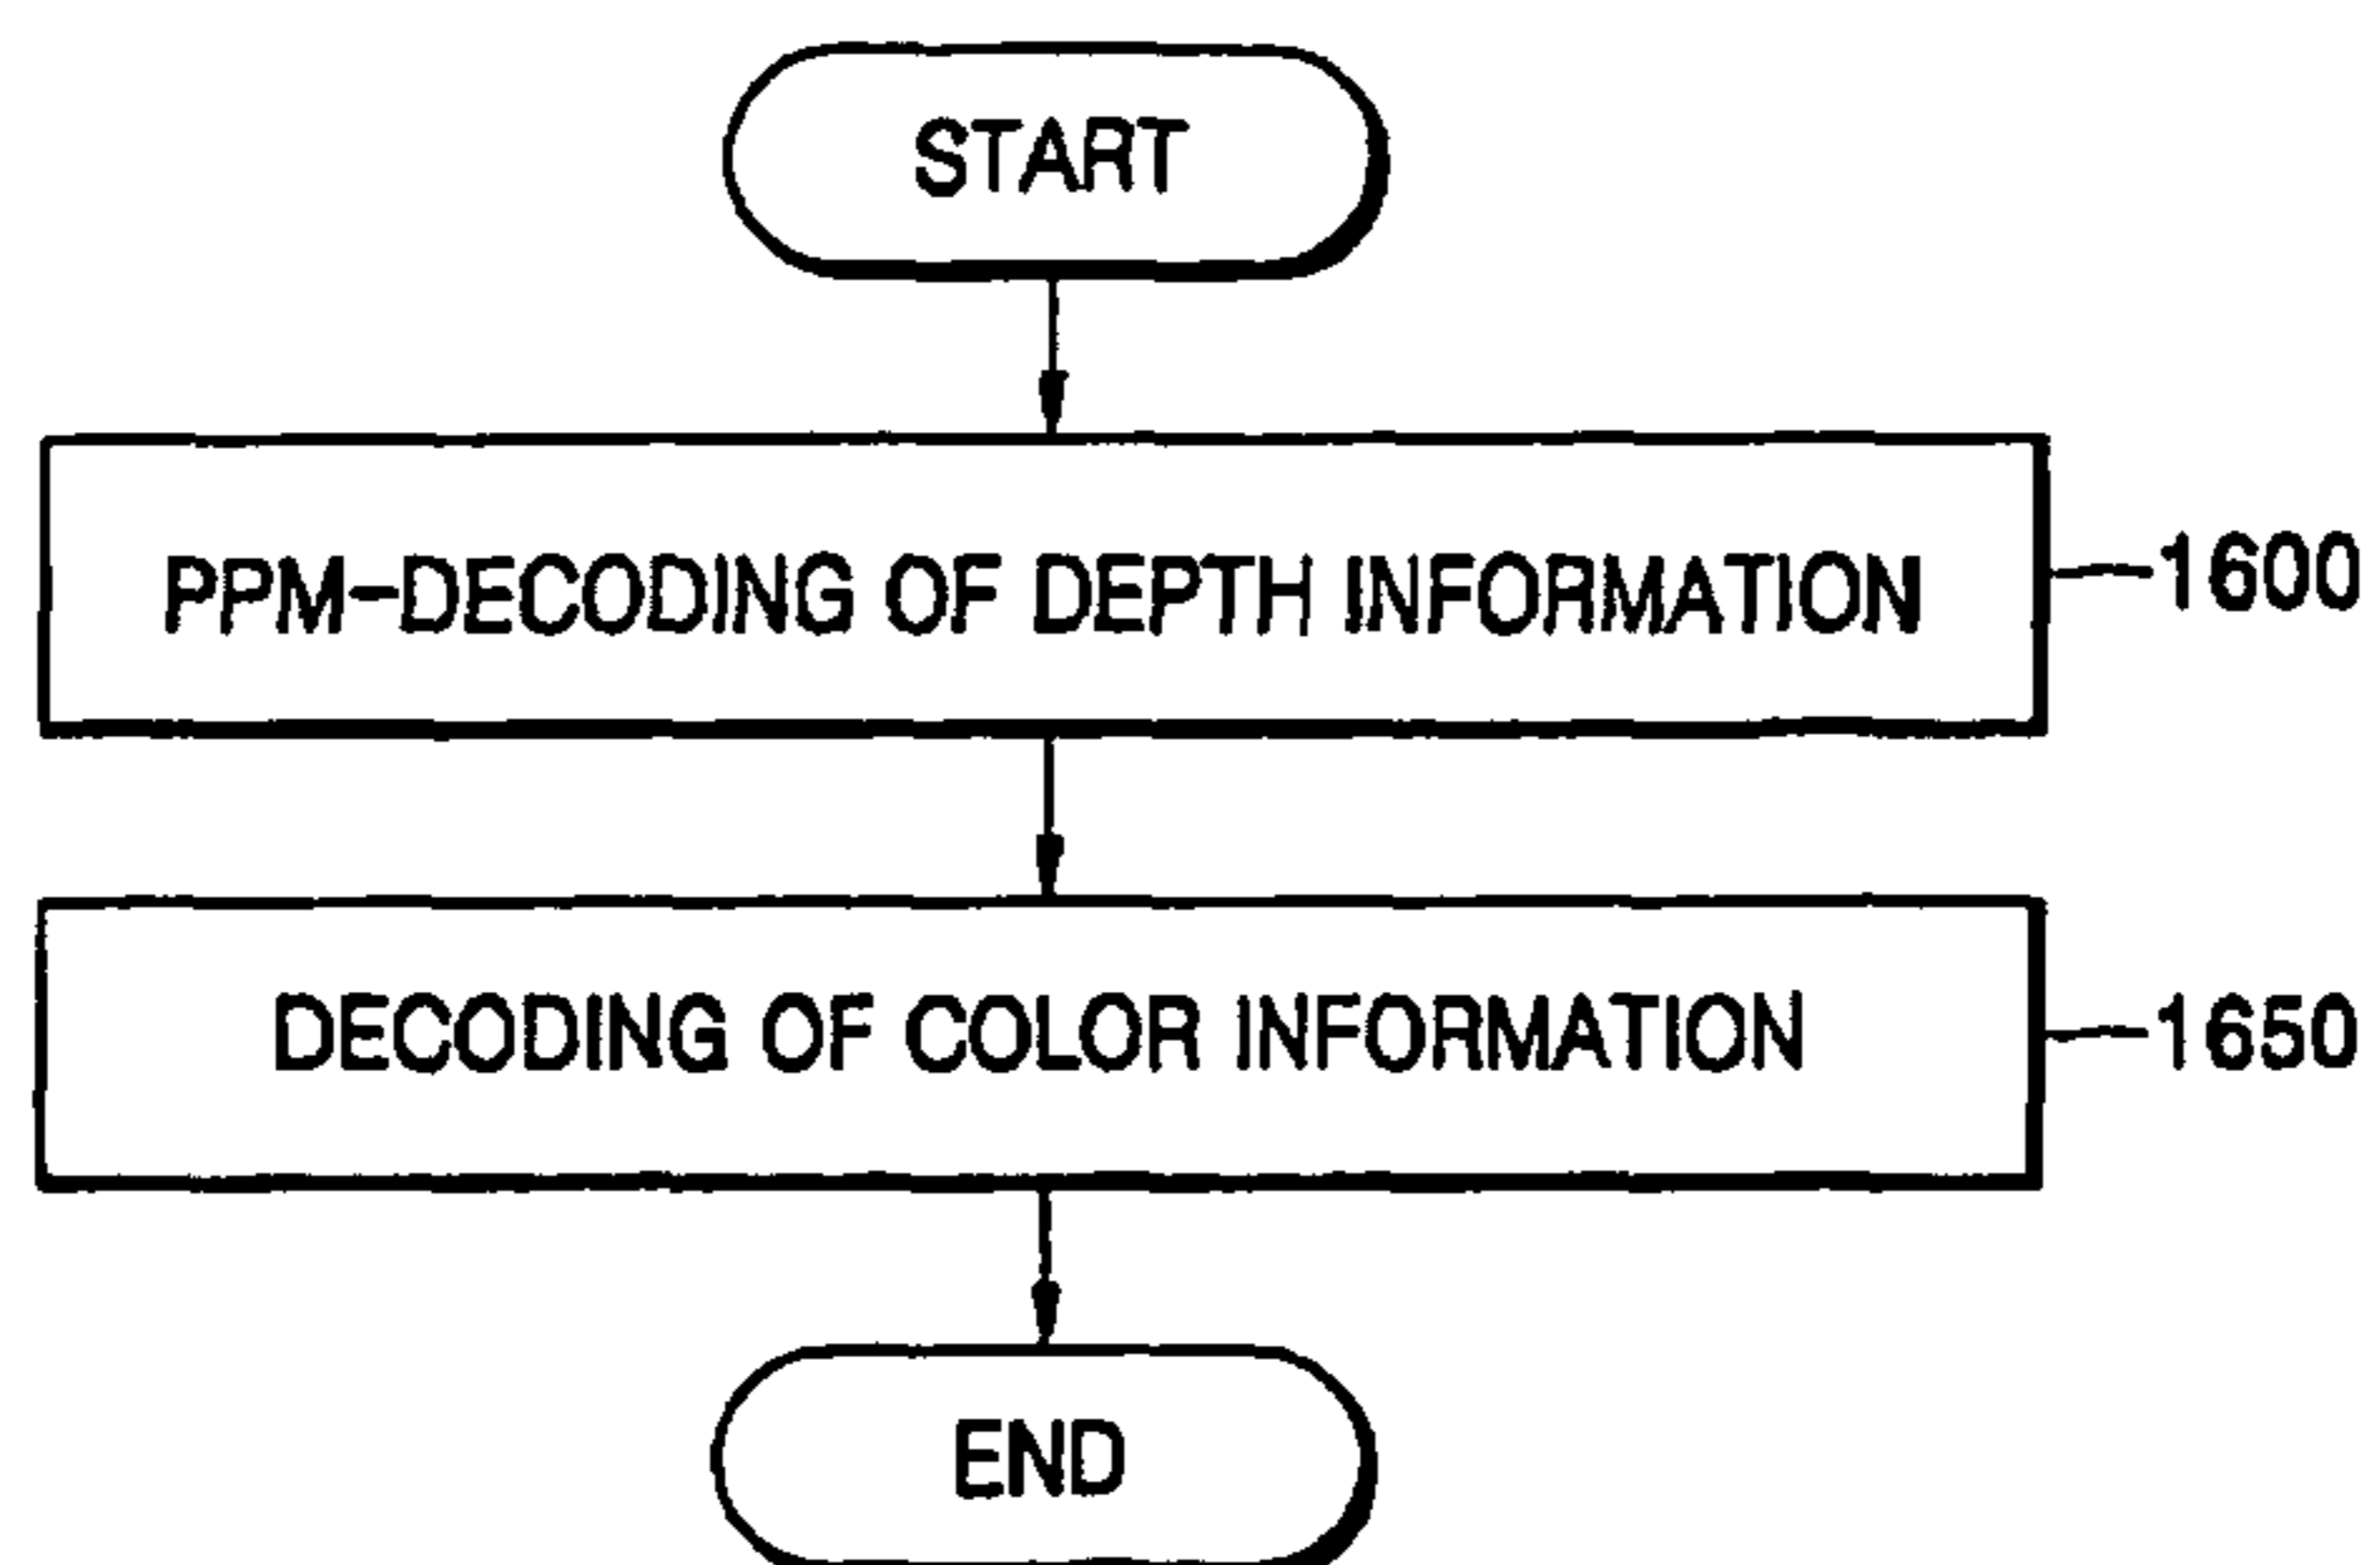 START
PPM-DECODING OF DEPTH INFORMATION
1600
DECODING OF COLOR INFORMATION
1650
END